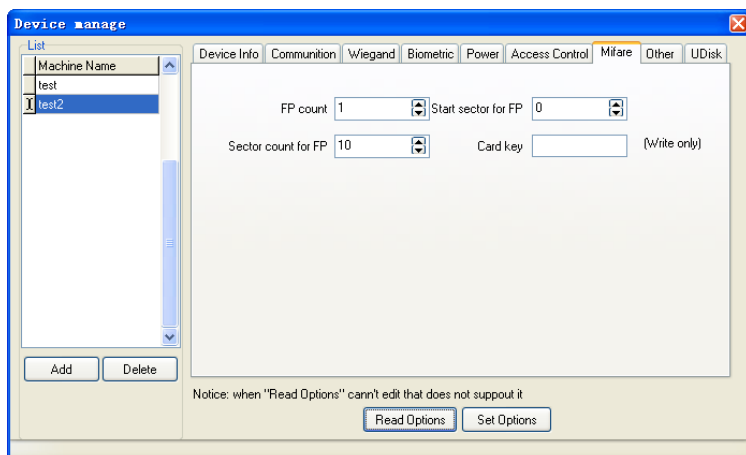 Device manage
List
Machine Name
test
test2
Add Delete
Device Info Communition Wiegand Biometric Power Access Control Mifare Other UDisk
FP count 1 Start sector for FP 0
Sector count for FP 10 Card key (Write only)
Notice: when "Read Options" cann't edit that does not suppout it
Read Options Set Options